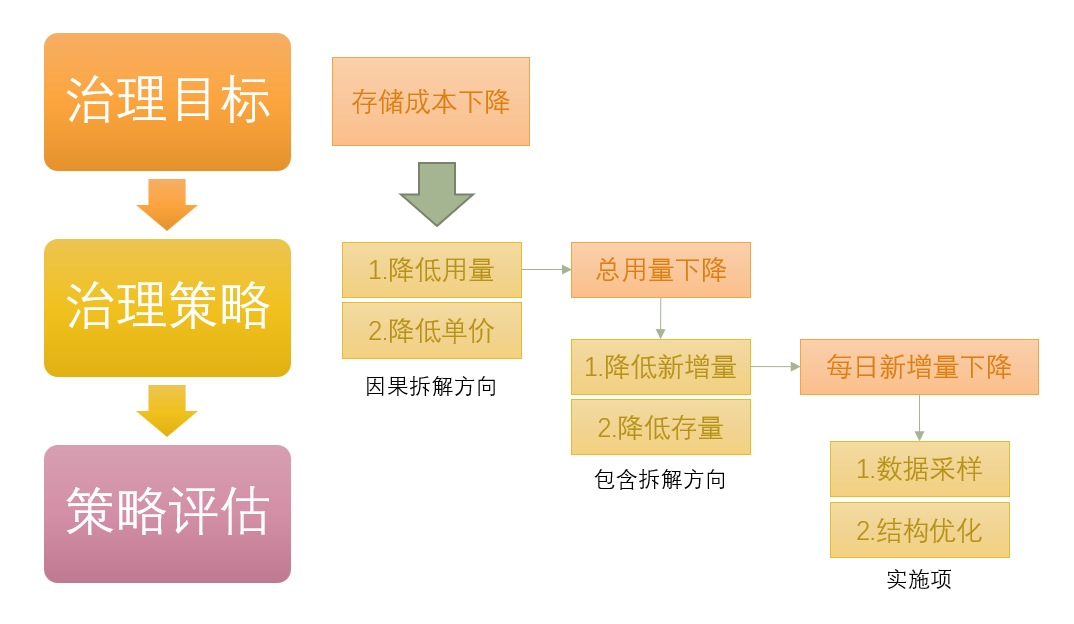 治理目标
治理策略
策略评估
存储成本下降
1.降低用量
2.降低单价
因果拆解方向
总用量下降
1.降低新增量
2.降低存量
包含拆解方向
每日新增量下降
1.数据采样
2.结构优化
实施项